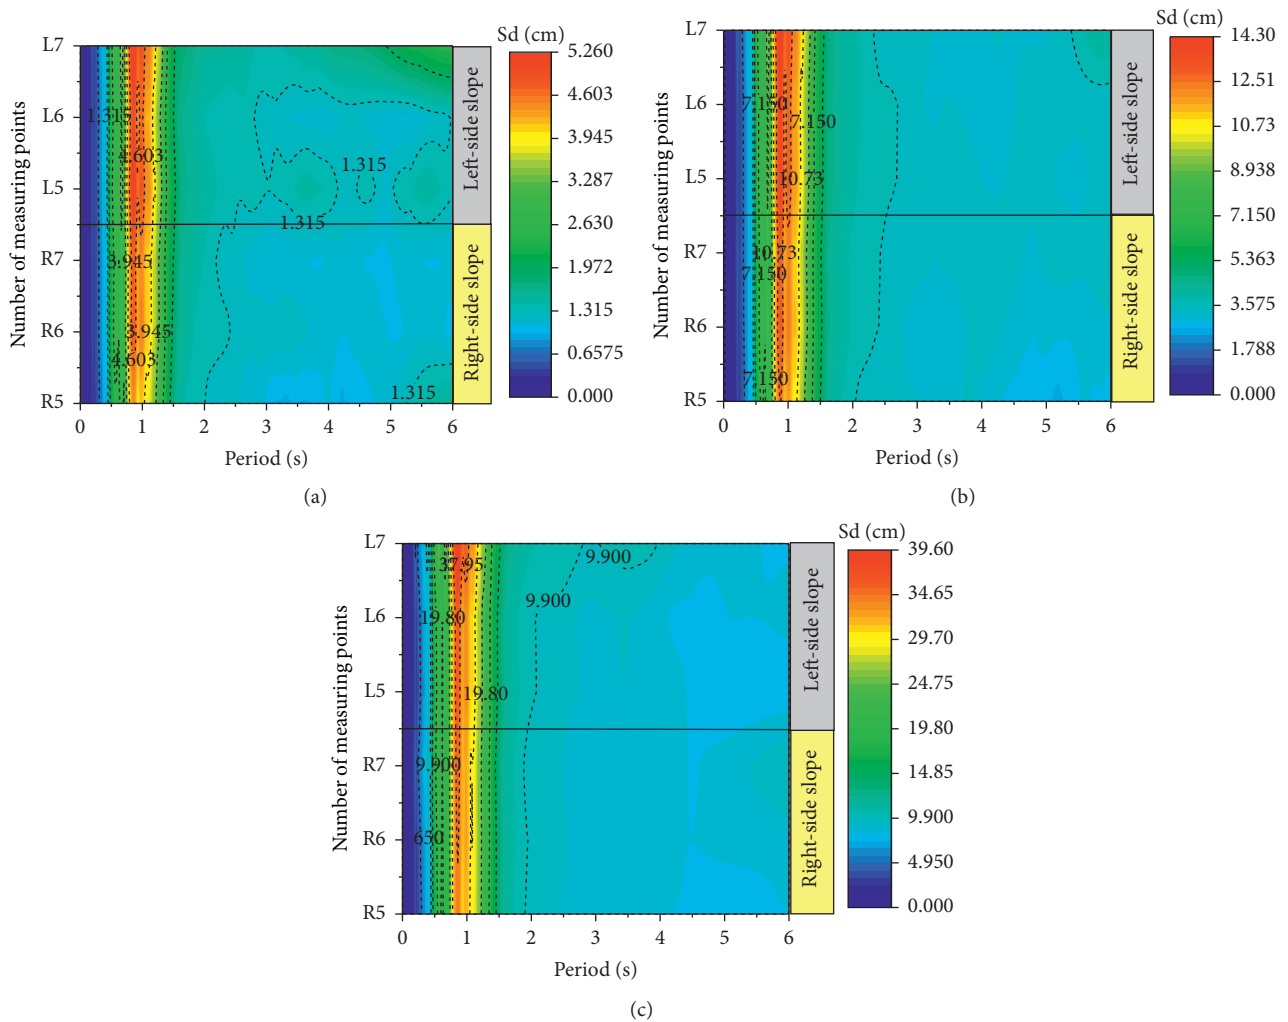 Sd (cm)
L7
L6
L5
R7
R6
R5
Number of measuring points
1.315
4.603
3.945
3.945
4.603
1.315
1.315
1.315
Left-side slope
Right-side slope
5.260
4.603
3.945
3.287
2.630
1.972
1.315
0.6575
0.000
0 1 2 3 4 5 6
Period (s)
(a)
Sd (cm)
L7
L6
L5
R7
R6
R5
Number of measuring points
7.150
7.150
10.73
10.73
7.150
7.150
Left-side slope
Right-side slope
14.30
12.51
10.73
8.938
7.150
5.363
3.575
1.788
0.000
0 1 2 3 4 5 6
Period (s)
(b)
Sd (cm)
L7
L6
L5
R7
R6
R5
Number of measuring points
37.95
9.900
9.900
19.80
19.80
9.900
650
Left-side slope
Right-side slope
39.60
34.65
29.70
24.75
19.80
14.85
9.900
4.950
0.000
0 1 2 3 4 5 6
Period (s)
(c)